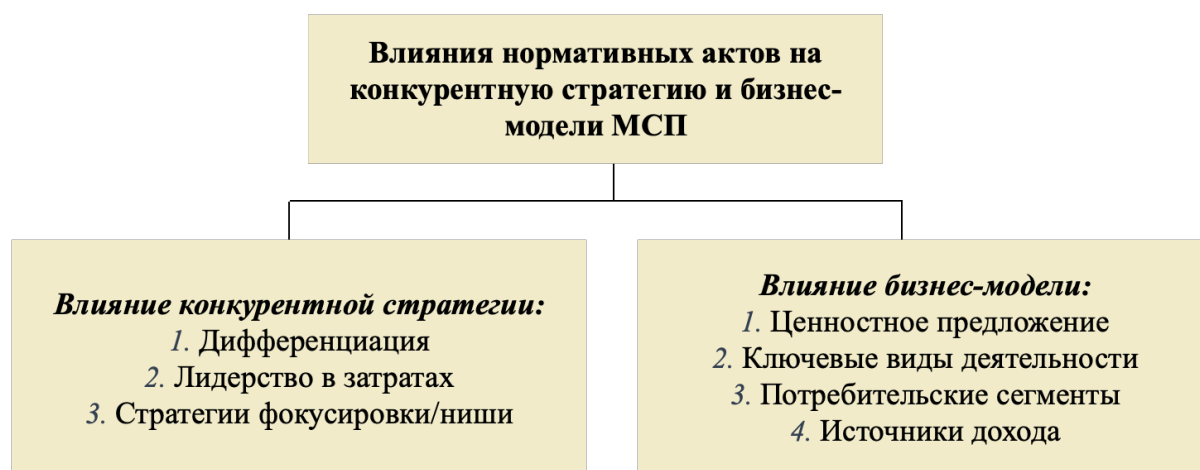 Влияния нормативных актов на
конкурентную стратегию и бизнес-
модели МСП
Влияние конкурентной стратегии:
1. Дифференциация
2. Лидерство в затратах
3. Стратегии фокусировки/ниши
Влияние бизнес-модели:
1. Ценностное предложение
2. Ключевые виды деятельности
3. Потребительские сегменты
4. Источники дохода